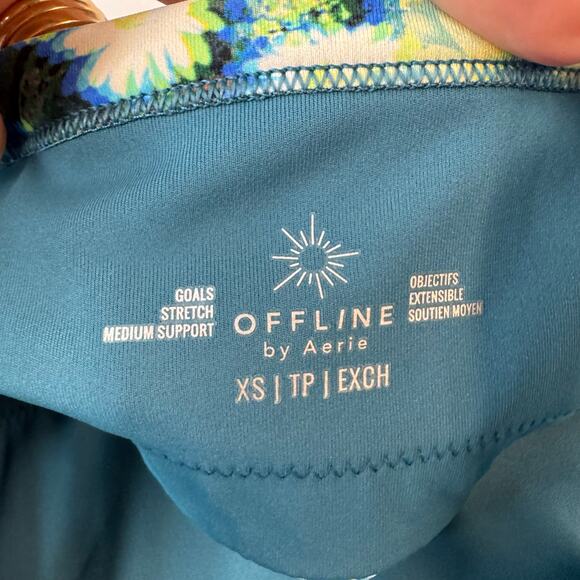 GOALS
STRETCH
MEDIUM SUPPORT
OFFLINE
by Aerie
XS | TP | EXCH
OBJECTIFS
EXTENSIBLE
SOUTIEN MOYEN